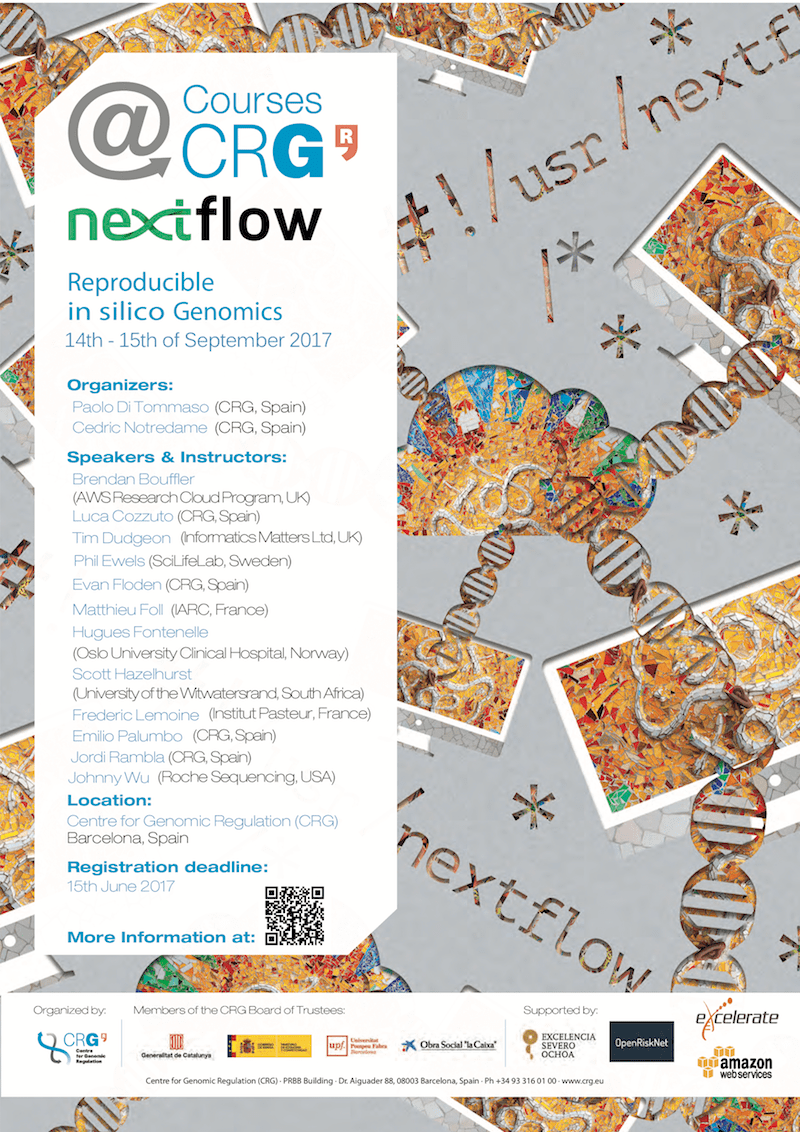 @ Courses
CRG R
nextflow
Reproducible
in silico Genomics
14th - 15th of September 2017
Organizers:
Paolo Di Tommaso (CRG, Spain)
Cedric Notredame (CRG, Spain)
Speakers & Instructors:
Brendan Bouffler
(AWS Research Cloud Program, UK)
Luca Cozzuto (CRG, Spain)
Tim Dudgeon (Informatics Matters Ltd, UK)
Phil Ewels (SciLifeLab, Sweden)
Evan Floden (CRG, Spain)
Matthieu Foll (IARC, France)
Hugues Fontenelle
(Oslo University Clinical Hospital, Norway)
Scott Hazelhurst
(University of the Witwatersrand, South Africa)
Frederic Lemoine (Institut Pasteur, France)
Emilio Palumbo (CRG, Spain)
Jordi Rambla (CRG, Spain)
Johnny Wu (Roche Sequencing, USA)
Location:
Centre for Genomic Regulation (CRG)
Barcelona, Spain
Registration deadline:
15th June 2017
More Information at:
#!/usr/nextflo
/*
*
*
*
*
*
/nextflow
Organized by:
CRG
Centre
for Genomic
Regulation
Members of the CRG Board of Trustees:
Generalitat de Catalunya
upf. Universitat
Pompeu Fabra
Barcelona
Obra Social "la Caixa"
Supported by:
EXCELENCIA
SEVERO
OCHOA
OpenRiskNet
excelerate
amazon
web services
Centre for Genomic Regulation (CRG) · PRBB Building · Dr. Aiguader 88, 08003 Barcelona, Spain · Ph +34 93 316 01 00 · www.crg.eu